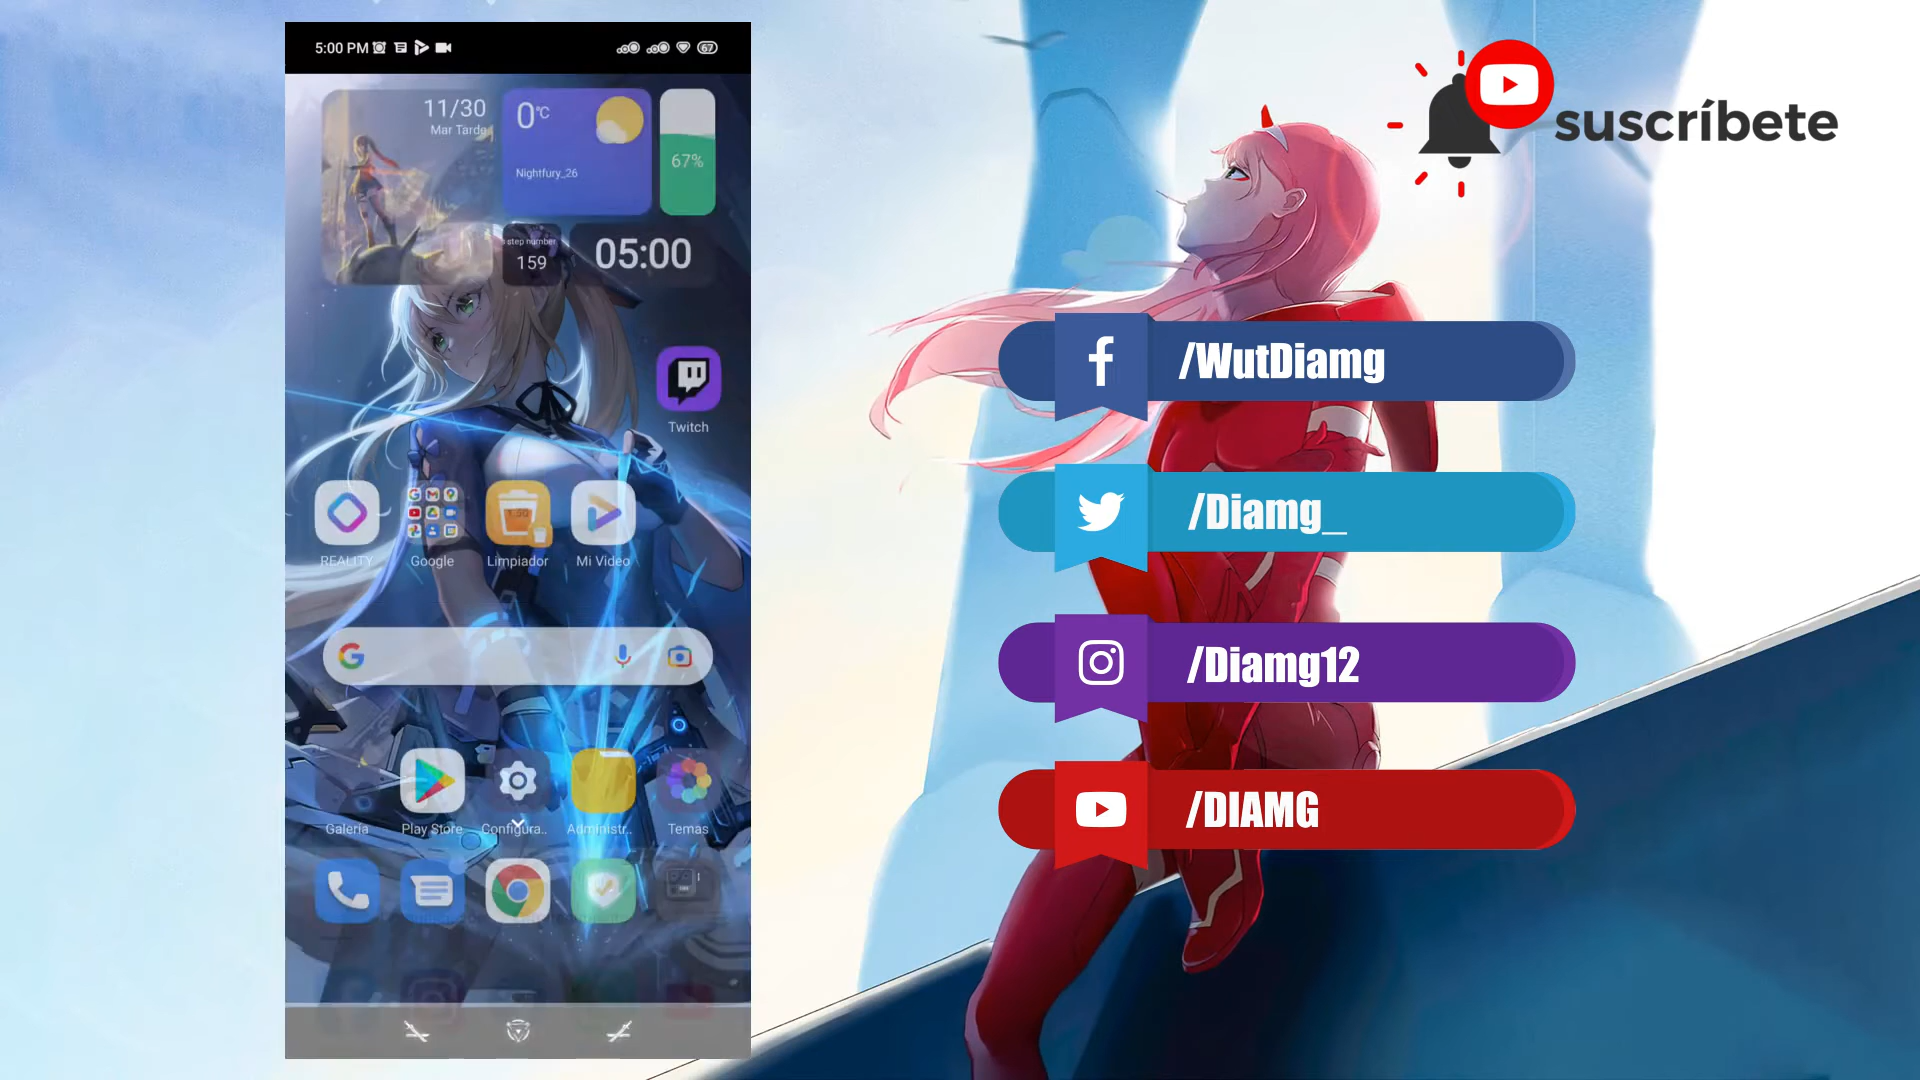 5:00 PM
67
11/30
Mar Tarde
0°C
Nightfury_26
67%
step number
159
05:00
Twitch
REALITY
Google
Limpiador
Mi Video
Galería
Play Store
Configura..
Administr..
Temas
suscríbete
/WutDiamg
/Diamg_
/Diamg12
/DIAMG